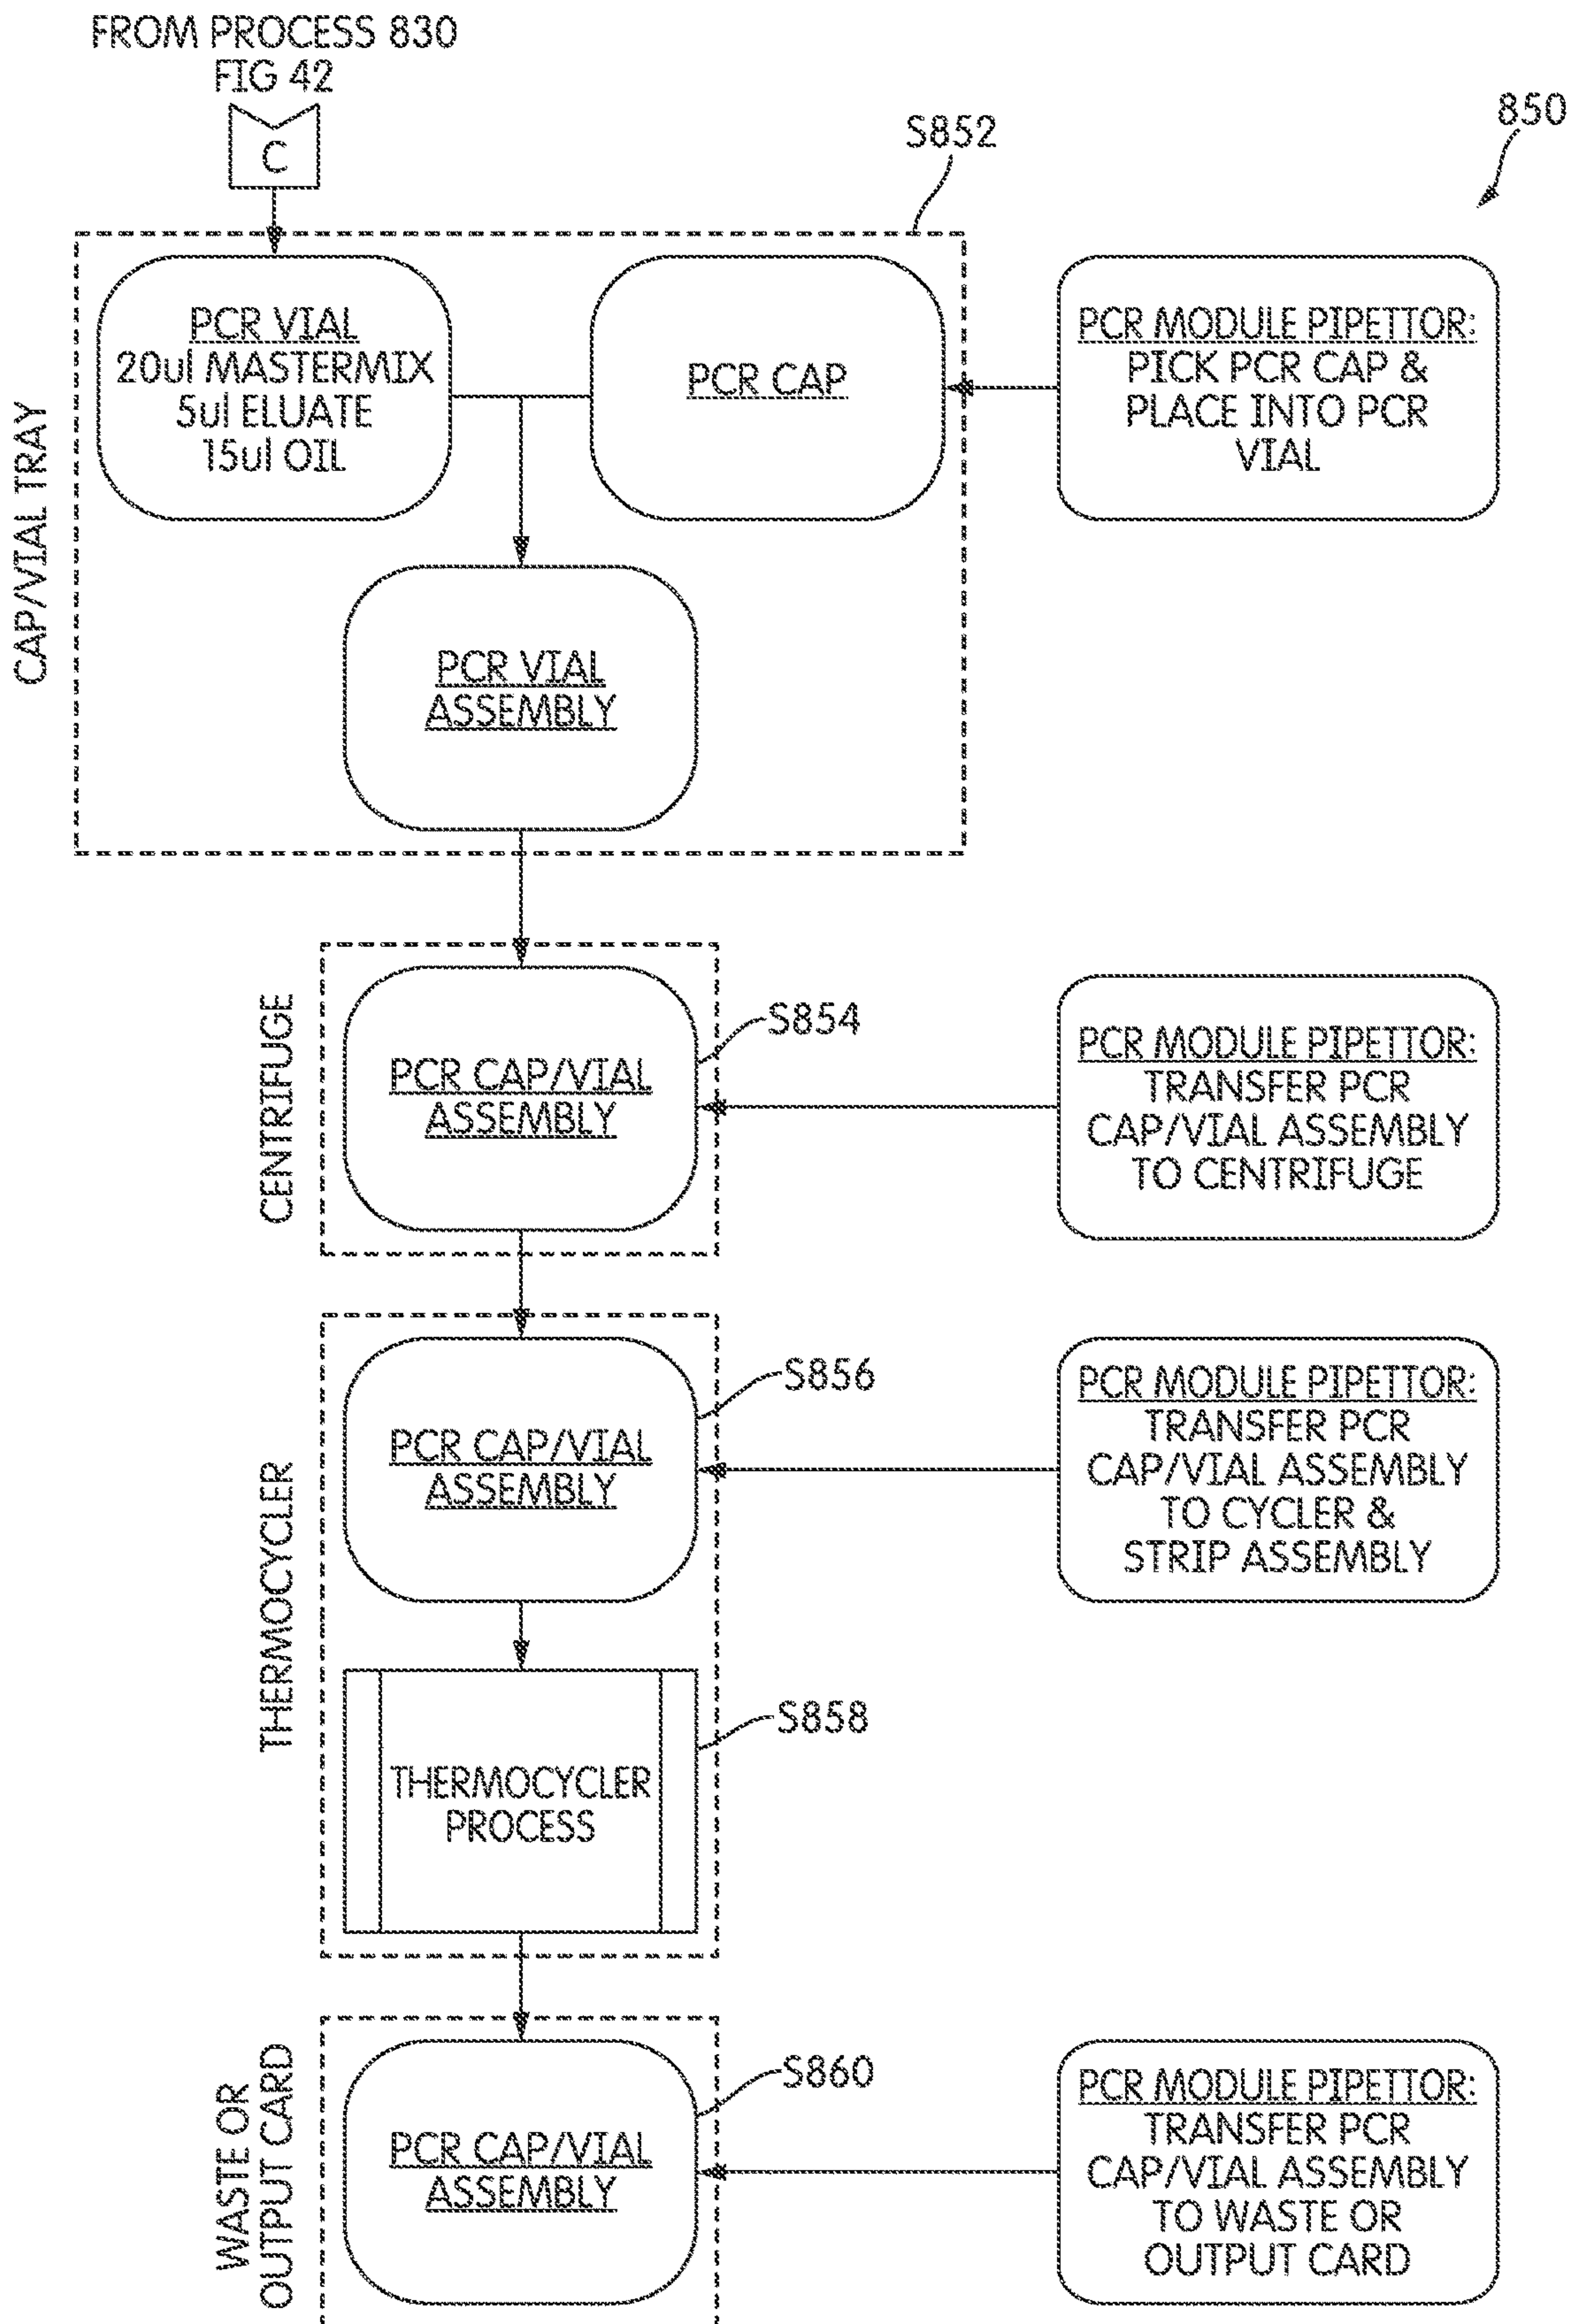 FROM PROCESS 830
FIG 42
C
850
S852
CAP/VIAL TRAY
PCR VIAL
20ul MASTERMIX
5ul ELUATE
15ul OIL
PCR CAP
PCR MODULE PIPETTOR:
PICK PCR CAP &
PLACE INTO PCR
VIAL
PCR VIAL
ASSEMBLY
CENTRIFUGE
PCR CAP/VIAL
ASSEMBLY
S854
PCR MODULE PIPETTOR:
TRANSFER PCR
CAP/VIAL ASSEMBLY
TO CENTRIFUGE
THERMOCYCLER
PCR CAP/VIAL
ASSEMBLY
S856
PCR MODULE PIPETTOR:
TRANSFER PCR
CAP/VIAL ASSEMBLY
TO CYCLER &
STRIP ASSEMBLY
THERMOCYCLER
PROCESS
S858
WASTE OR
OUTPUT CARD
PCR CAP/VIAL
ASSEMBLY
S860
PCR MODULE PIPETTOR:
TRANSFER PCR
CAP/VIAL ASSEMBLY
TO WASTE OR
OUTPUT CARD